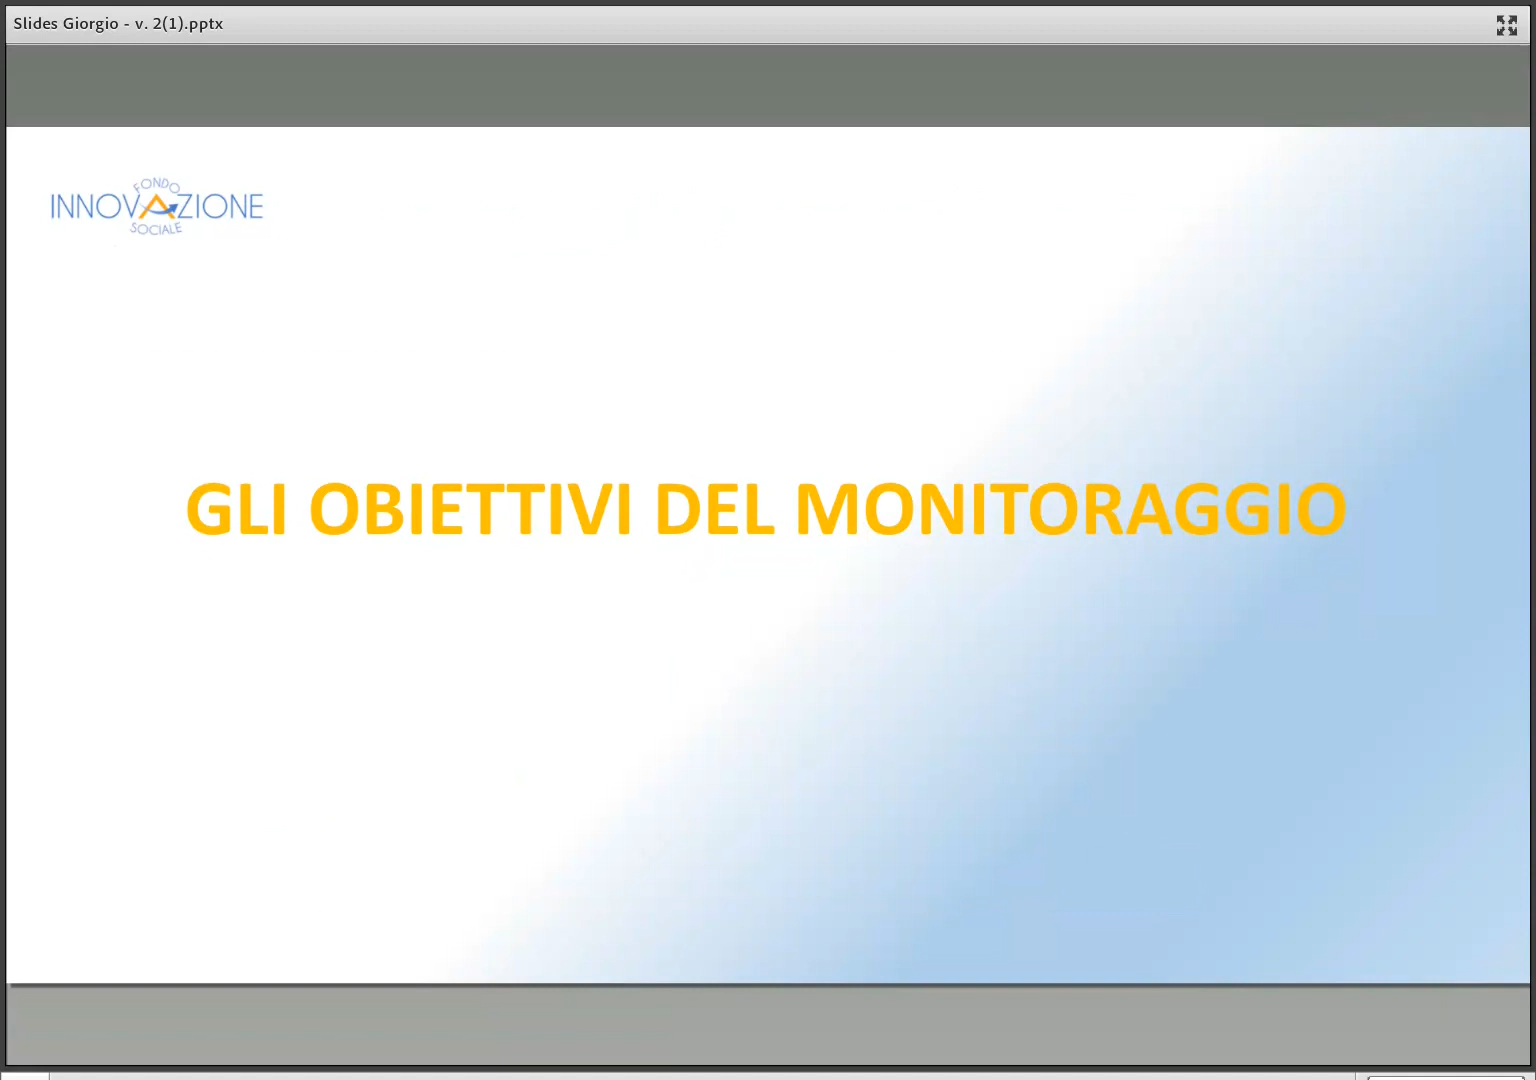 Slides Giorgio - v. 2(1).pptx
FONDO
INNOVAZIONE
SOCIALE
GLI OBIETTIVI DEL MONITORAGGIO